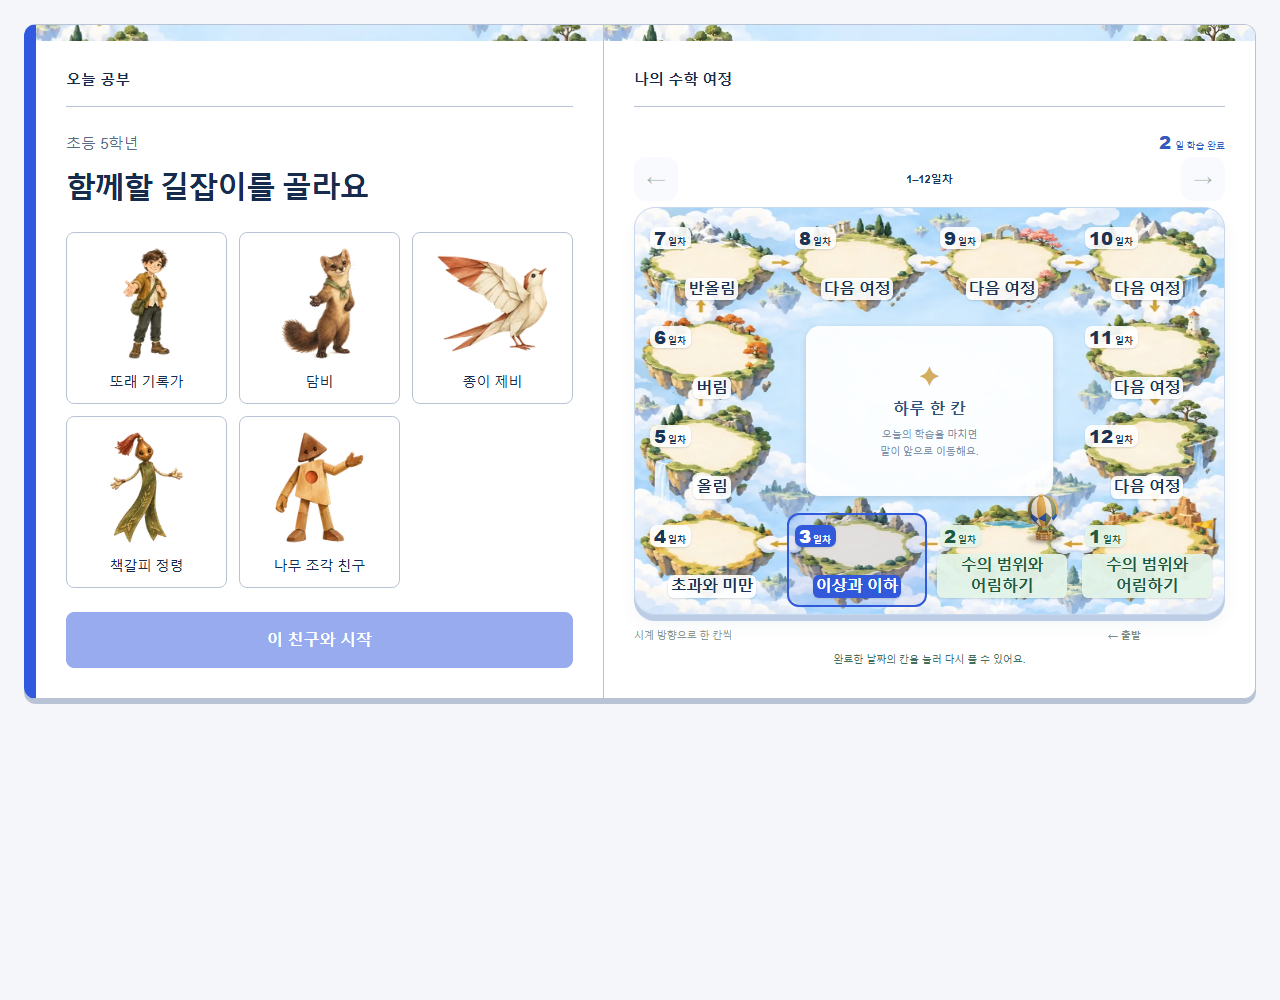 오늘 공부
초등 5학년
함께할 길잡이를 골라요
또래 기록가
담비
종이 제비
책갈피 정령
나무 조각 친구
이 친구와 시작
나의 수학 여정
2 일 학습 완료
←
1–12일차
→
7 일차
반올림
8 일차
다음 여정
9 일차
다음 여정
10 일차
다음 여정
6 일차
버림
11 일차
다음 여정
하루 한 칸
오늘의 학습을 마치면
말이 앞으로 이동해요.
5 일차
올림
12 일차
다음 여정
4 일차
초과와 미만
3 일차
이상과 이하
2 일차
수의 범위와
어림하기
1 일차
수의 범위와
어림하기
시계 방향으로 한 칸씩
← 출발
완료한 날짜의 칸을 눌러 다시 풀 수 있어요.